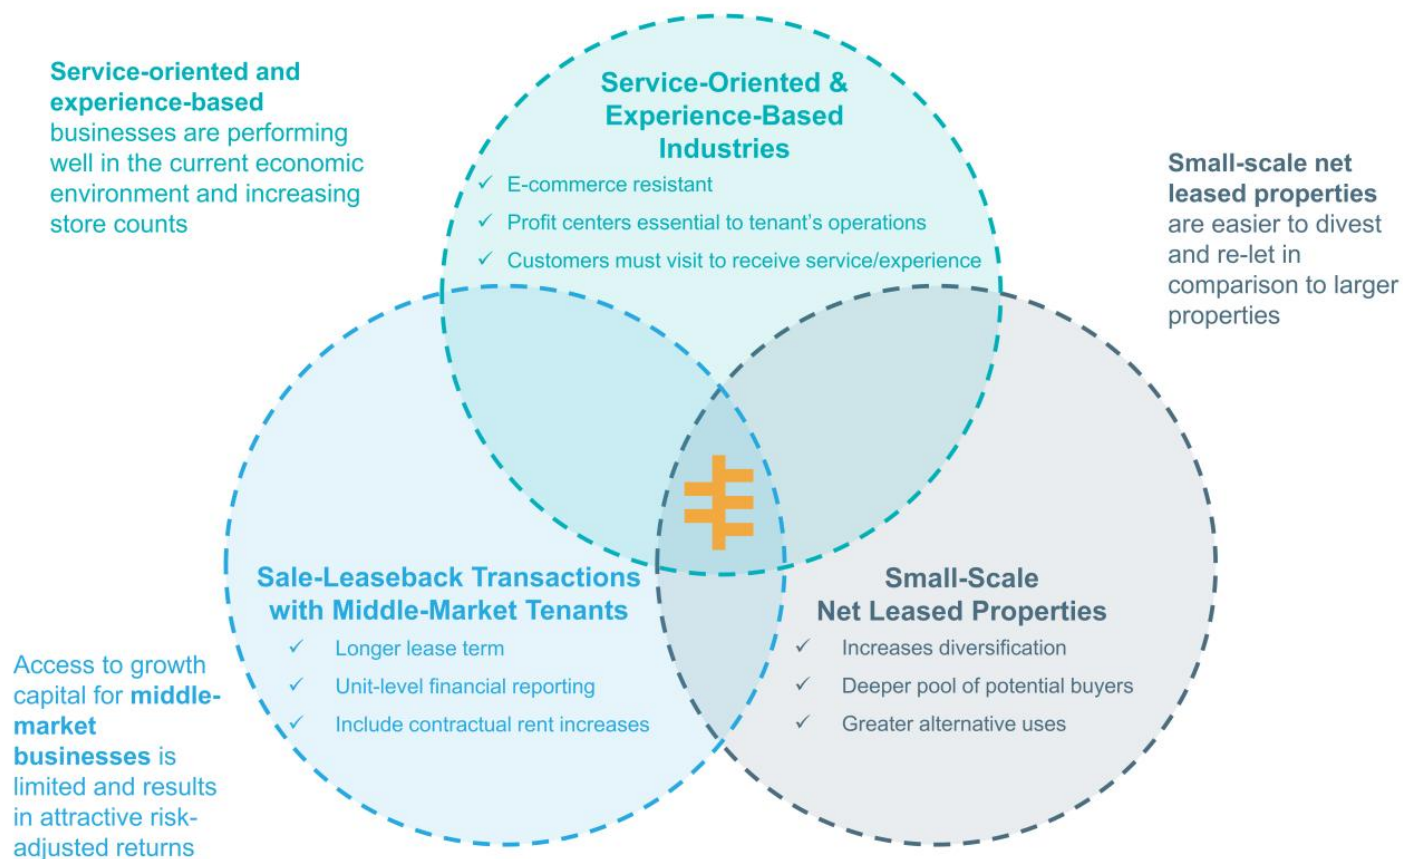 Service-oriented and
experience-based
businesses are performing
well in the current economic
environment and increasing
store counts
Service-Oriented &
Experience-Based
Industries
✓ E-commerce resistant
✓ Profit centers essential to tenant's operations
✓ Customers must visit to receive service/experience
Small-scale net
leased properties
are easier to divest
and re-let in
comparison to larger
properties
Sale-Leaseback Transactions
with Middle-Market Tenants
✓ Longer lease term
✓ Unit-level financial reporting
✓ Include contractual rent increases
Small-Scale
Net Leased Properties
✓ Increases diversification
✓ Deeper pool of potential buyers
✓ Greater alternative uses
Access to growth
capital for middle-
market
businesses is
limited and results
in attractive risk-
adjusted returns